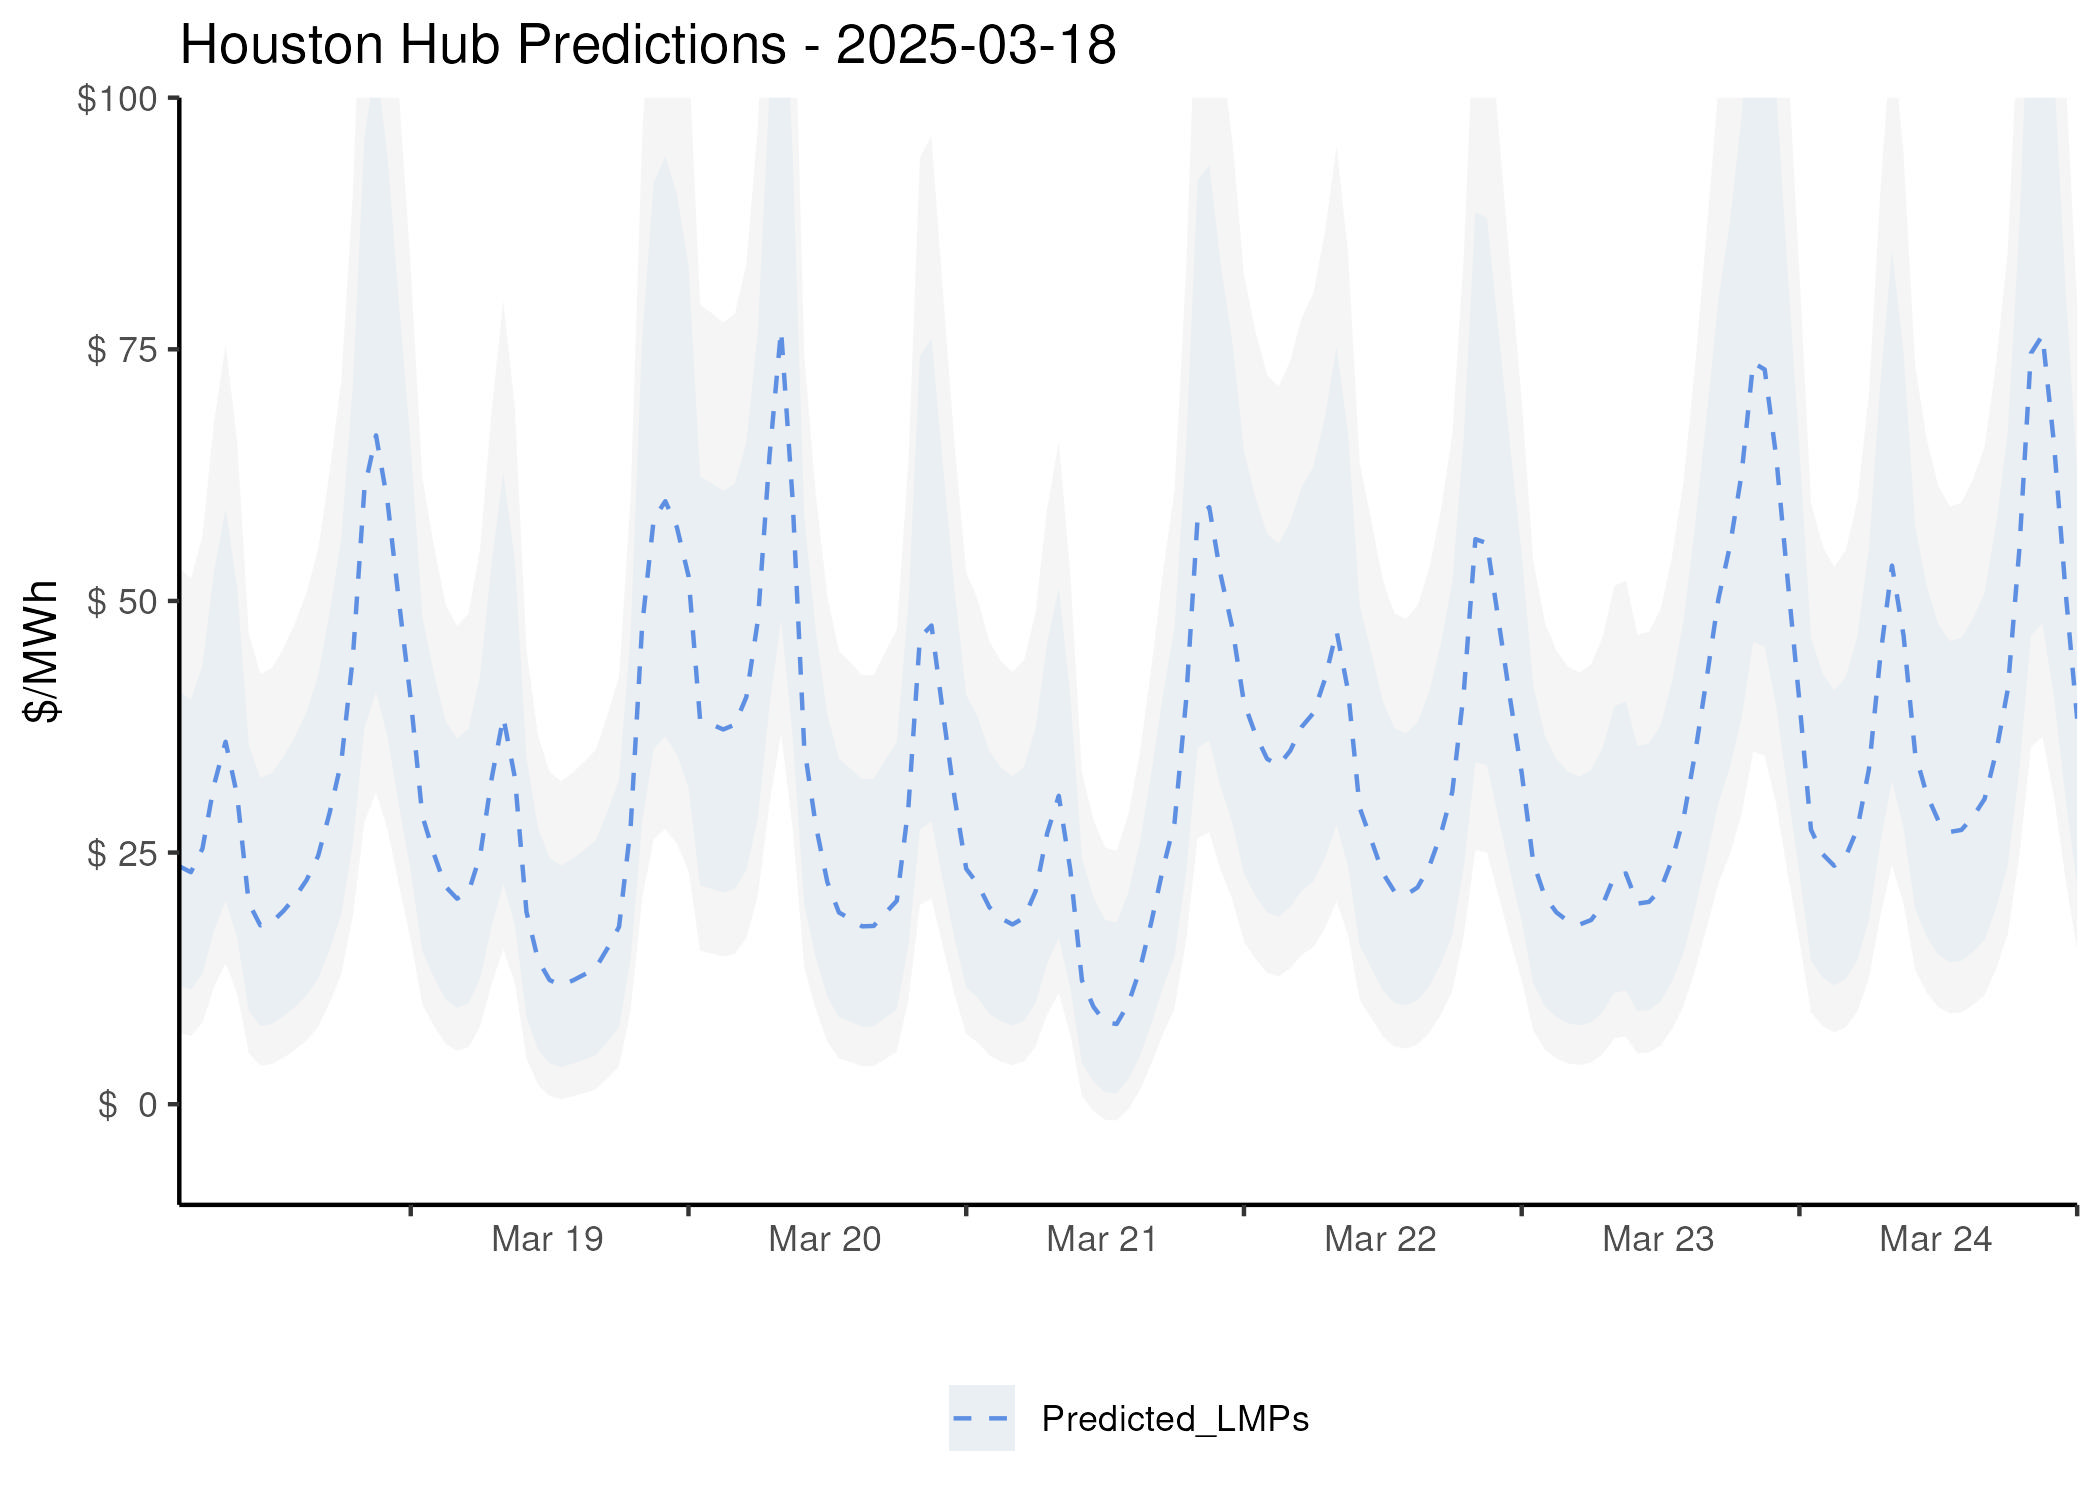 Houston Hub Predictions - 2025-03-18
$100
$ 75
$ 50
$ 25
$ 0
$/MWh
Mar 19 Mar 20 Mar 21 Mar 22 Mar 23 Mar 24
Predicted_LMPs